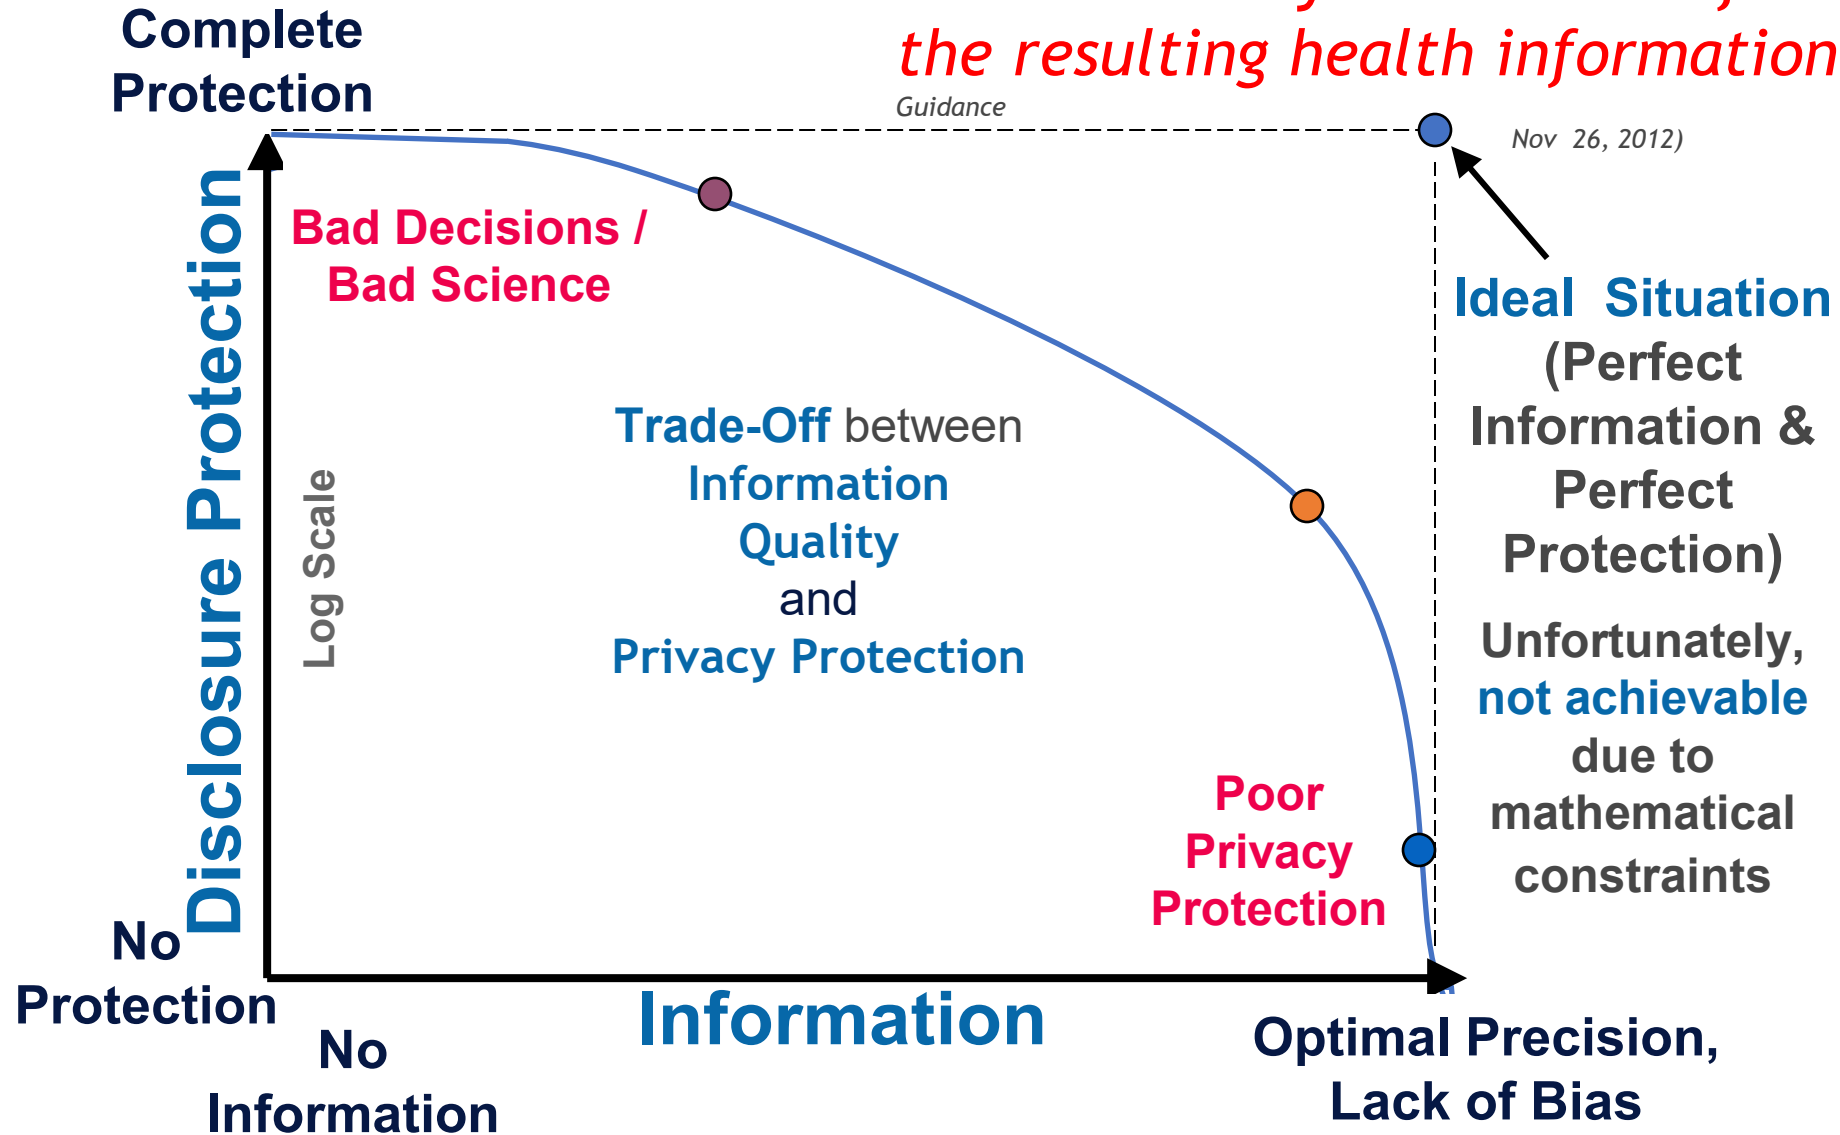 the resulting health information
Guidance
Nov 26, 2012)
Complete
Protection
Disclosure Protection
Log Scale
Bad Decisions /
Bad Science
Trade-Off between
Information
Quality
and
Privacy Protection
Ideal Situation
(Perfect
Information &
Perfect
Protection)
Unfortunately,
not achievable
due to
mathematical
constraints
Poor
Privacy
Protection
No
Protection
No
Information
Information
Optimal Precision,
Lack of Bias